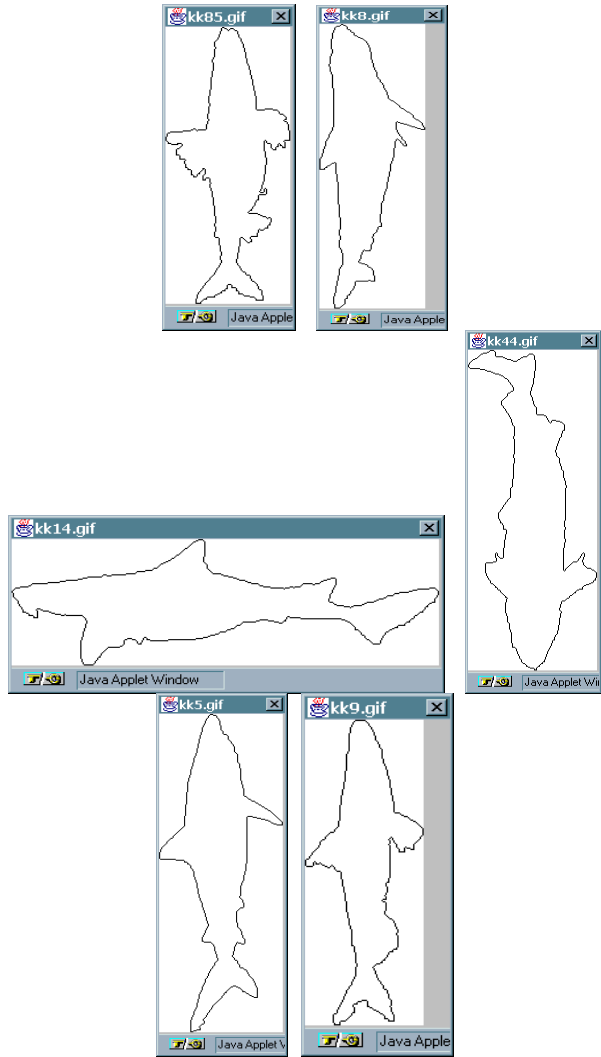 kk85.gif
Java Apple
kk8.gif
Java Apple
kk44.gif
Java Applet Wi
kk14.gif
Java Applet Window
kk5.gif
Java Applet
kk9.gif
Java Apple